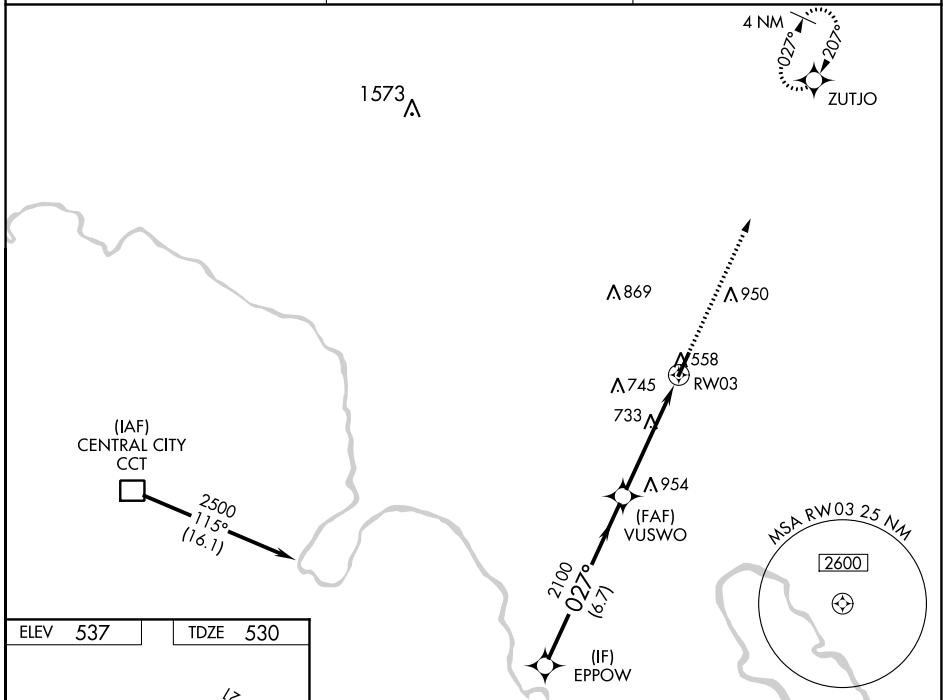 4 NM
027°
207°
ZUTJO
1573
869
950
558
RW03
745
733
(IAF)
CENTRAL CITY
CCT
954
2500
115°
(16.1)
(FAF)
VUSWO
MSA RW03 25 NM
2600
2100
027°
(6.7)
(IF)
EPPOW
ELEV 537
TDZE 530
21